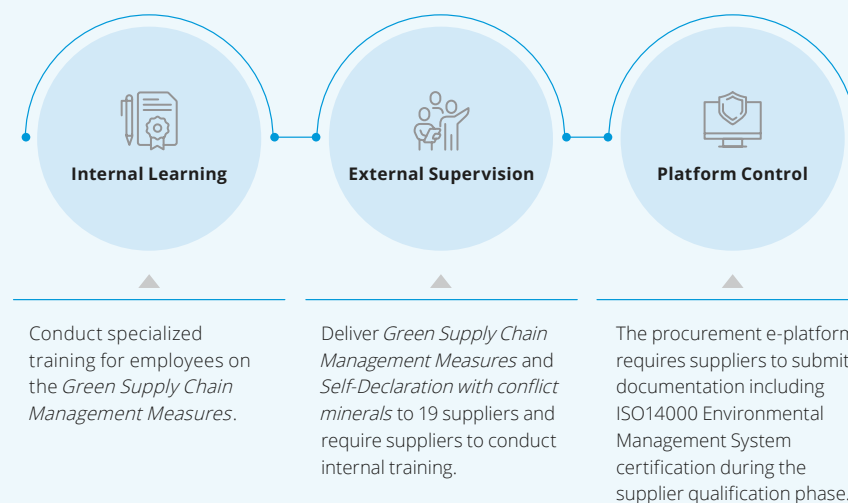 Internal Learning
External Supervision
Platform Control
Conduct specialized
training for employees on
the Green Supply Chain
Management Measures.
Deliver Green Supply Chain
Management Measures and
Self-Declaration with conflict
minerals to 19 suppliers and
require suppliers to conduct
internal training.
The procurement e-platform
requires suppliers to submit
documentation including
ISO14000 Environmental
Management System
certification during the
supplier qualification phase.